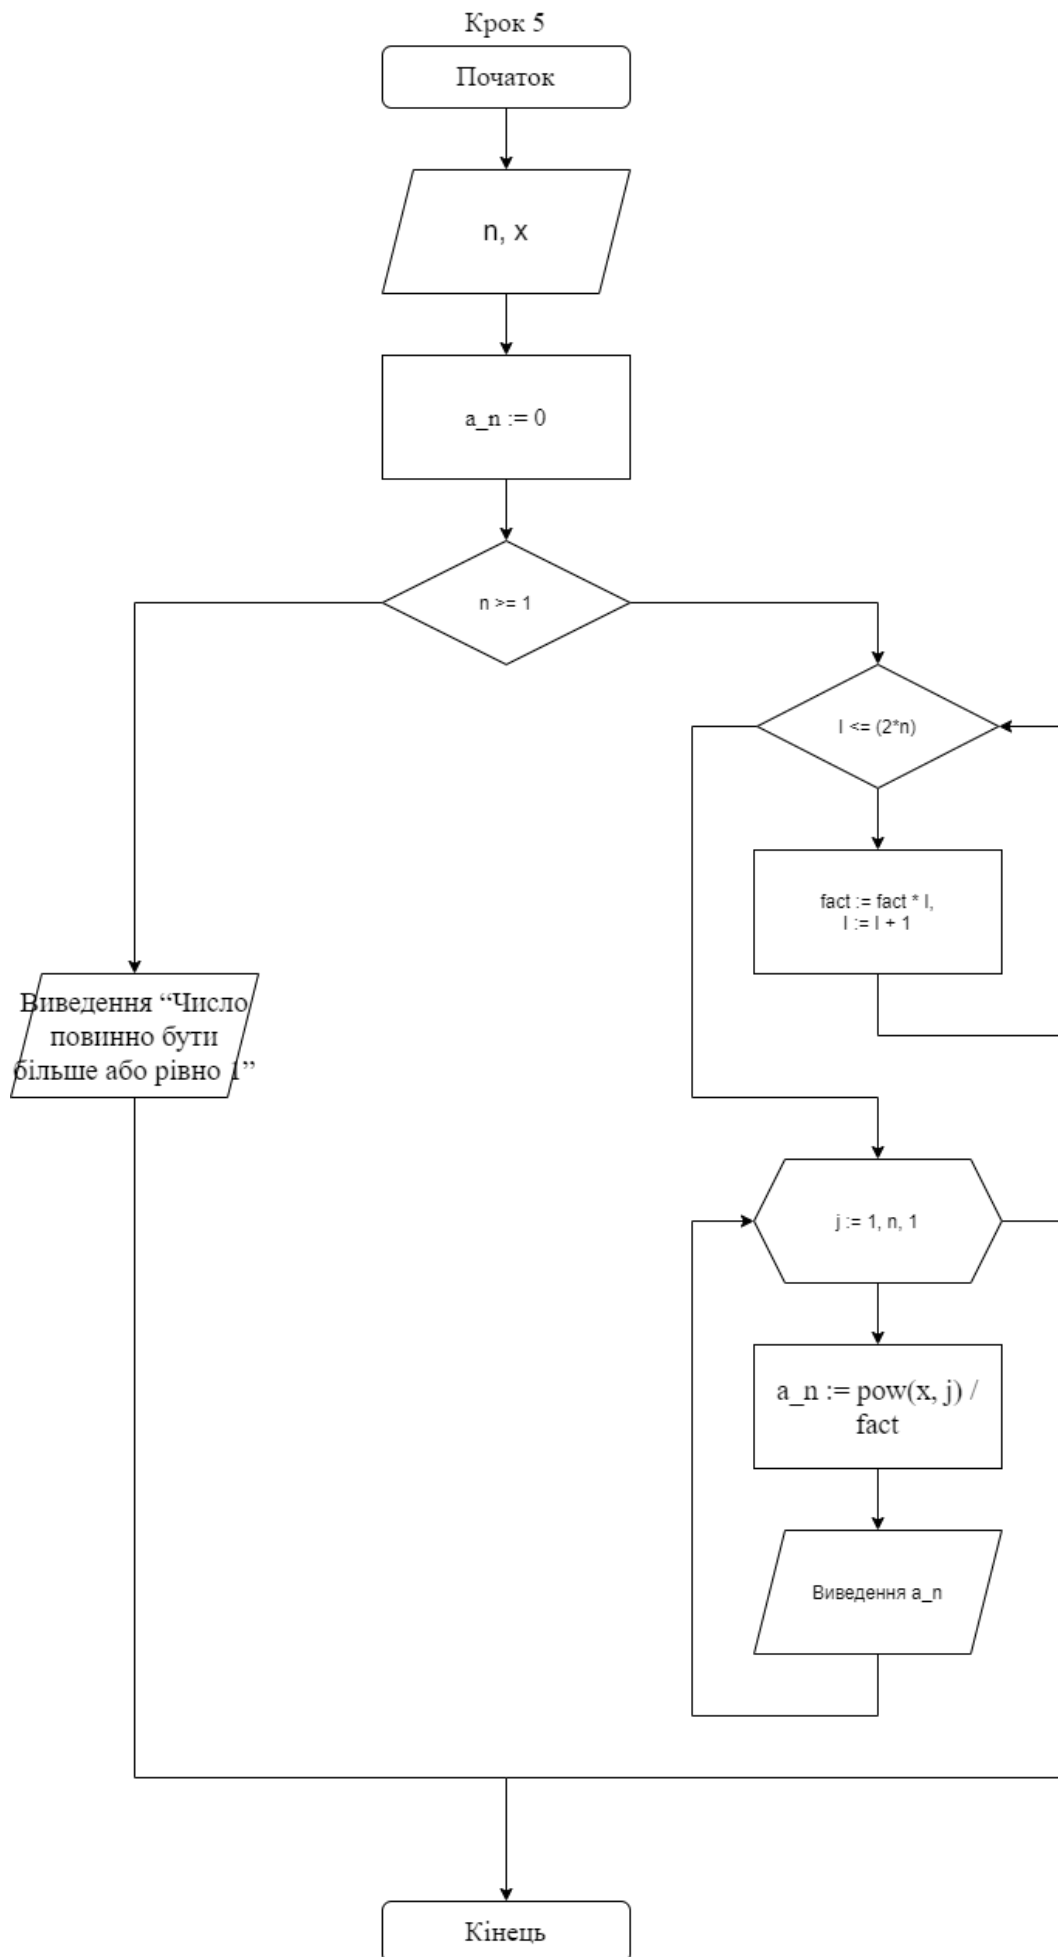 Крок 5
Початок
n, x
a_n := 0
n >= 1
I <= (2*n)
fact := fact * I,
I := I + 1
Виведення “Число
повинно бути
більше або рівно 1”
j := 1, n, 1
a_n := pow(x, j) /
fact
Виведення a_n
Кінець